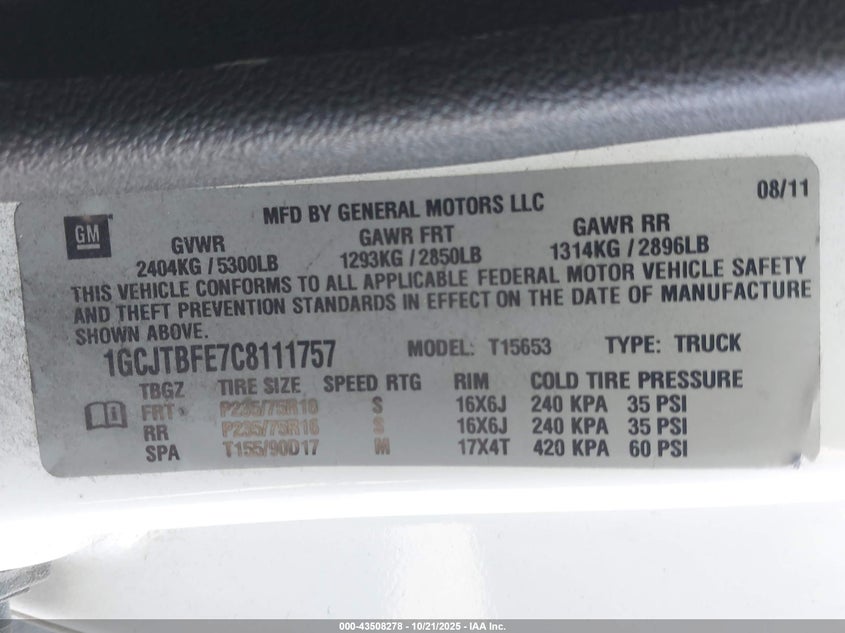 08/11
MFD BY GENERAL MOTORS LLC
GM
GVWR GAWR FRT GAWR RR
2404KG / 5300LB 1293KG / 2850LB 1314KG / 2896LB
THIS VEHICLE CONFORMS TO ALL APPLICABLE FEDERAL MOTOR VEHICLE SAFETY
AND THEFT PREVENTION STANDARDS IN EFFECT ON THE DATE OF MANUFACTURE
SHOWN ABOVE.
1GCJTBFE7C8111757 MODEL: T15653 TYPE: TRUCK
TBGZ TIRE SIZE SPEED RTG RIM COLD TIRE PRESSURE
FRT P235/75R16 S 16X6J 240 KPA 35 PSI
RR P235/75R16 S 16X6J 240 KPA 35 PSI
SPA T155/90D17 M 17X4T 420 KPA 60 PSI
000-43508278 - 10/21/2025 - IAA Inc.